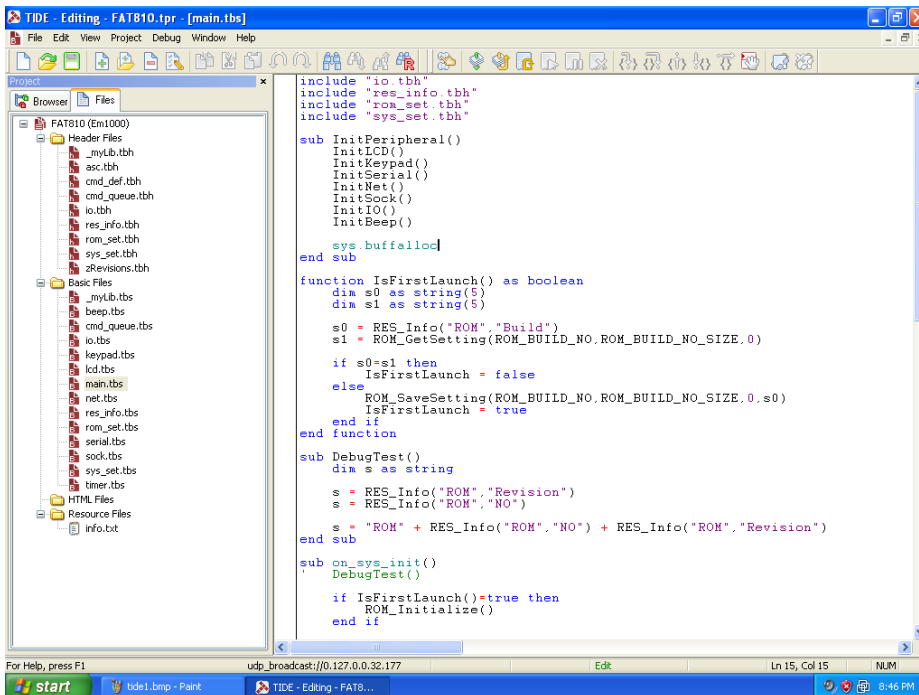 TIDE - Editing - FAT810.tpr - [main.tbs]
File Edit View Project Debug Window Help
Project
Browser Files
FAT810 (Em1000)
Header Files
_myLib.tbh
asc.tbh
cmd_def.tbh
cmd_queue.tbh
io.tbh
res_info.tbh
rom_set.tbh
sys_set.tbh
zRevisions.tbh
Basic Files
_myLib.tbs
beep.tbs
cmd_queue.tbs
io.tbs
keypad.tbs
lcd.tbs
main.tbs
net.tbs
res_info.tbs
rom_set.tbs
serial.tbs
sock.tbs
sys_set.tbs
timer.tbs
HTML Files
Resource Files
info.txt
include "io.tbh"
include "res_info.tbh"
include "rom_set.tbh"
include "sys_set.tbh"
sub InitPeripheral()
InitLCD()
InitKeypad()
InitSerial()
InitNet()
InitSock()
InitIO()
InitBeep()
sys.buffalloc
end sub
function IsFirstLaunch() as boolean
dim s0 as string(5)
dim s1 as string(5)
s0 = RES_Info("ROM","Build")
s1 = ROM_GetSetting(ROM_BUILD_NO,ROM_BUILD_NO_SIZE,0)
if s0=s1 then
IsFirstLaunch = false
else
ROM_SaveSetting(ROM_BUILD_NO,ROM_BUILD_NO_SIZE,0,s0)
IsFirstLaunch = true
end if
end function
sub DebugTest()
dim s as string
s = RES_Info("ROM","Revision")
s = RES_Info("ROM","NO")
s = "ROM" + RES_Info("ROM","NO") + RES_Info("ROM","Revision")
end sub
sub on_sys_init()
' DebugTest()
if IsFirstLaunch()=true then
ROM_Initialize()
end if
For Help, press F1 udp_broadcast://0.127.0.0.32.177 Edit Ln 15, Col 15 NUM
start tide1.bmp - Paint TIDE - Editing - FAT8... 8:46 PM